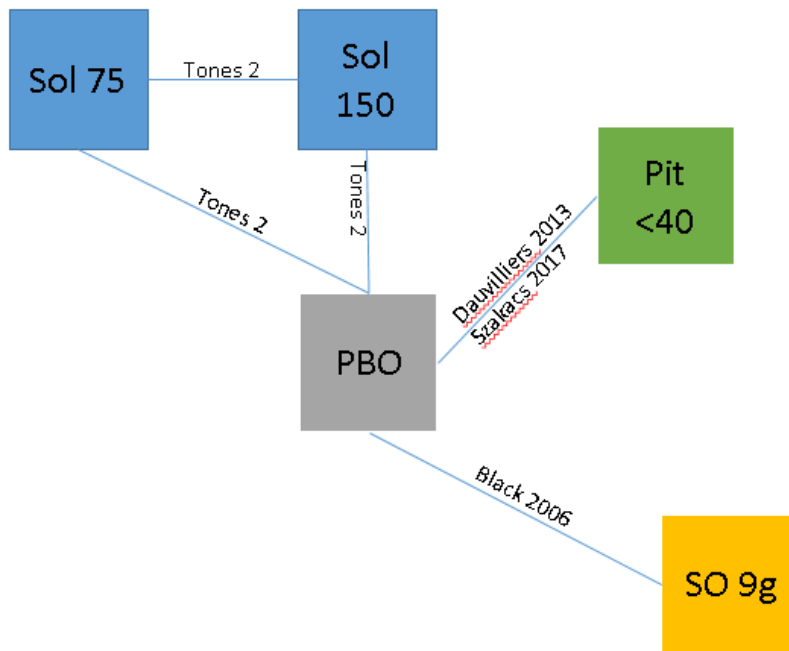 Sol 75
Tones 2
Sol
150
Tones 2
Tones 2
Pit
<40
Dauvilliers 2013
Szakacs 2017
PBO
Black 2006
SO 9g